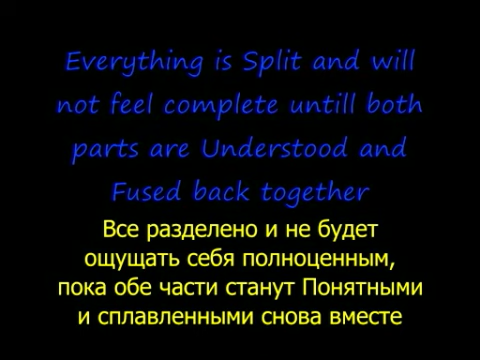 Everything is Split and will
not feel complete untill both
parts are Understood and
Fused back together
Все разделено и не будет
ощущать себя полноценным,
пока обе части станут Понятными
и сплавленными снова вместе